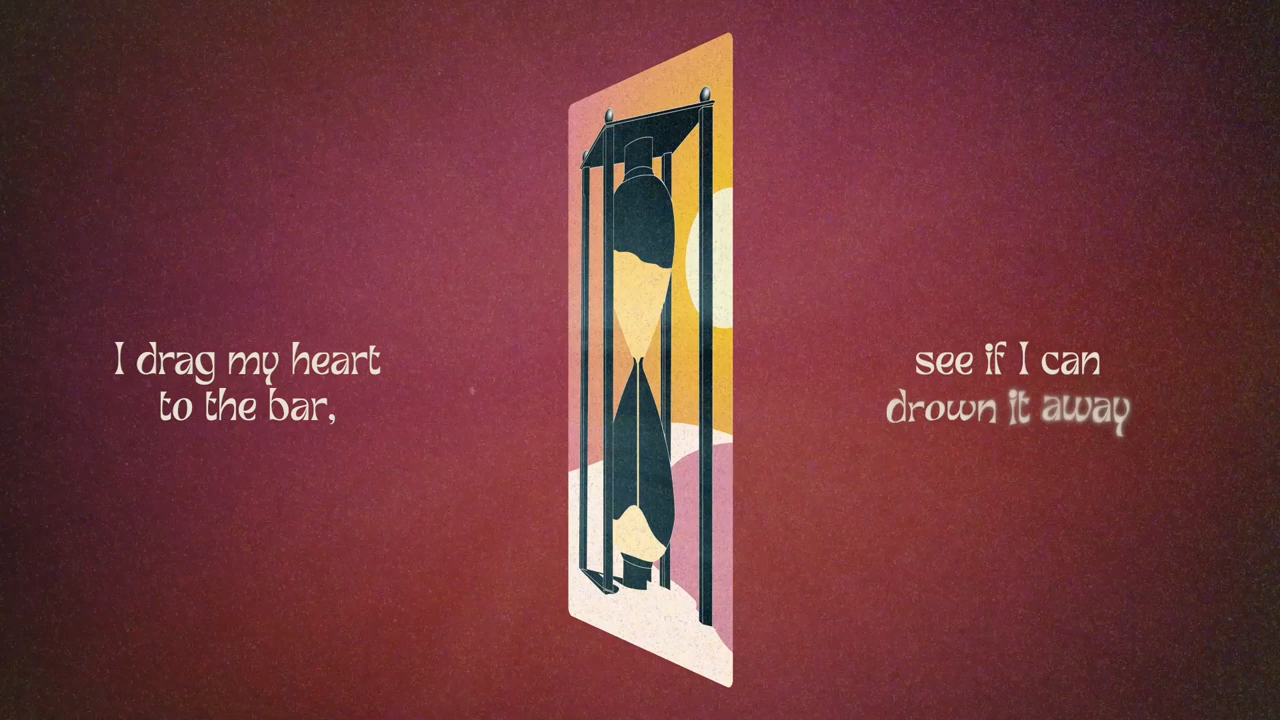 I drag my heart
to the bar,
see if I can
drown it away